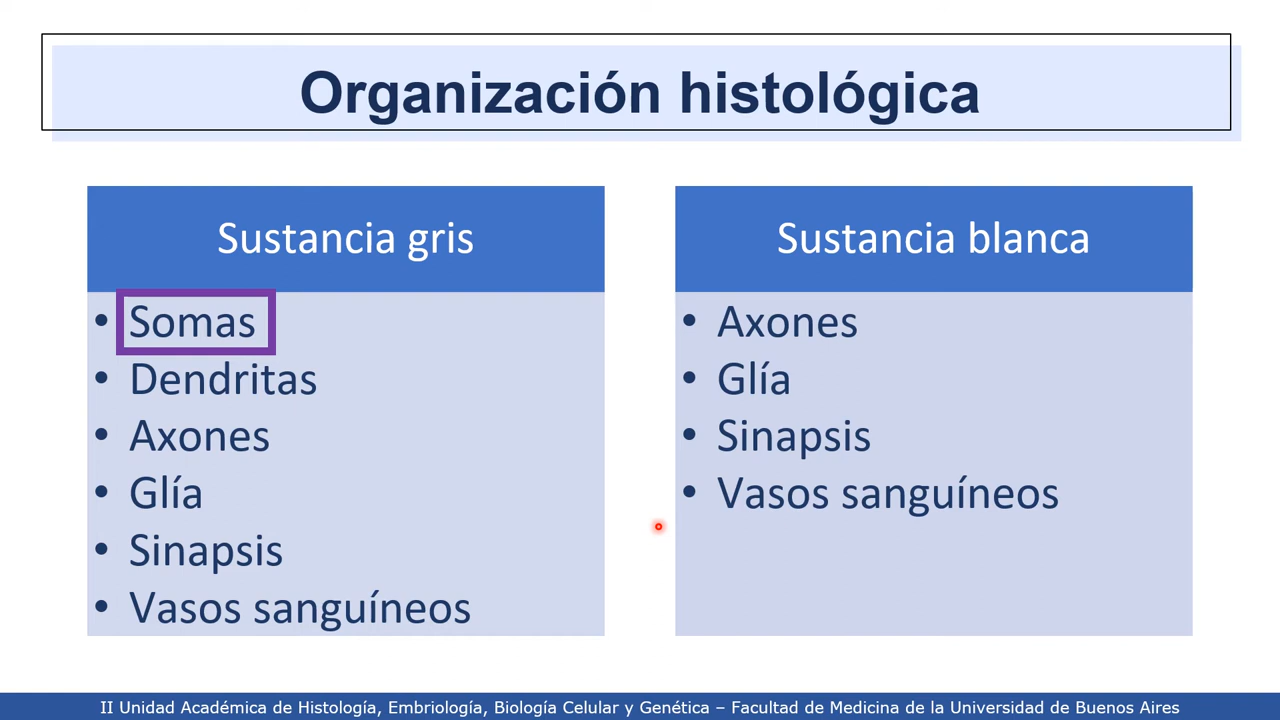 Organización histológica
Sustancia gris
• Somas
• Dendritas
• Axones
• Glía
• Sinapsis
• Vasos sanguíneos
Sustancia blanca
• Axones
• Glía
• Sinapsis
• Vasos sanguíneos
II Unidad Académica de Histología, Embriología, Biología Celular y Genética – Facultad de Medicina de la Universidad de Buenos Aires